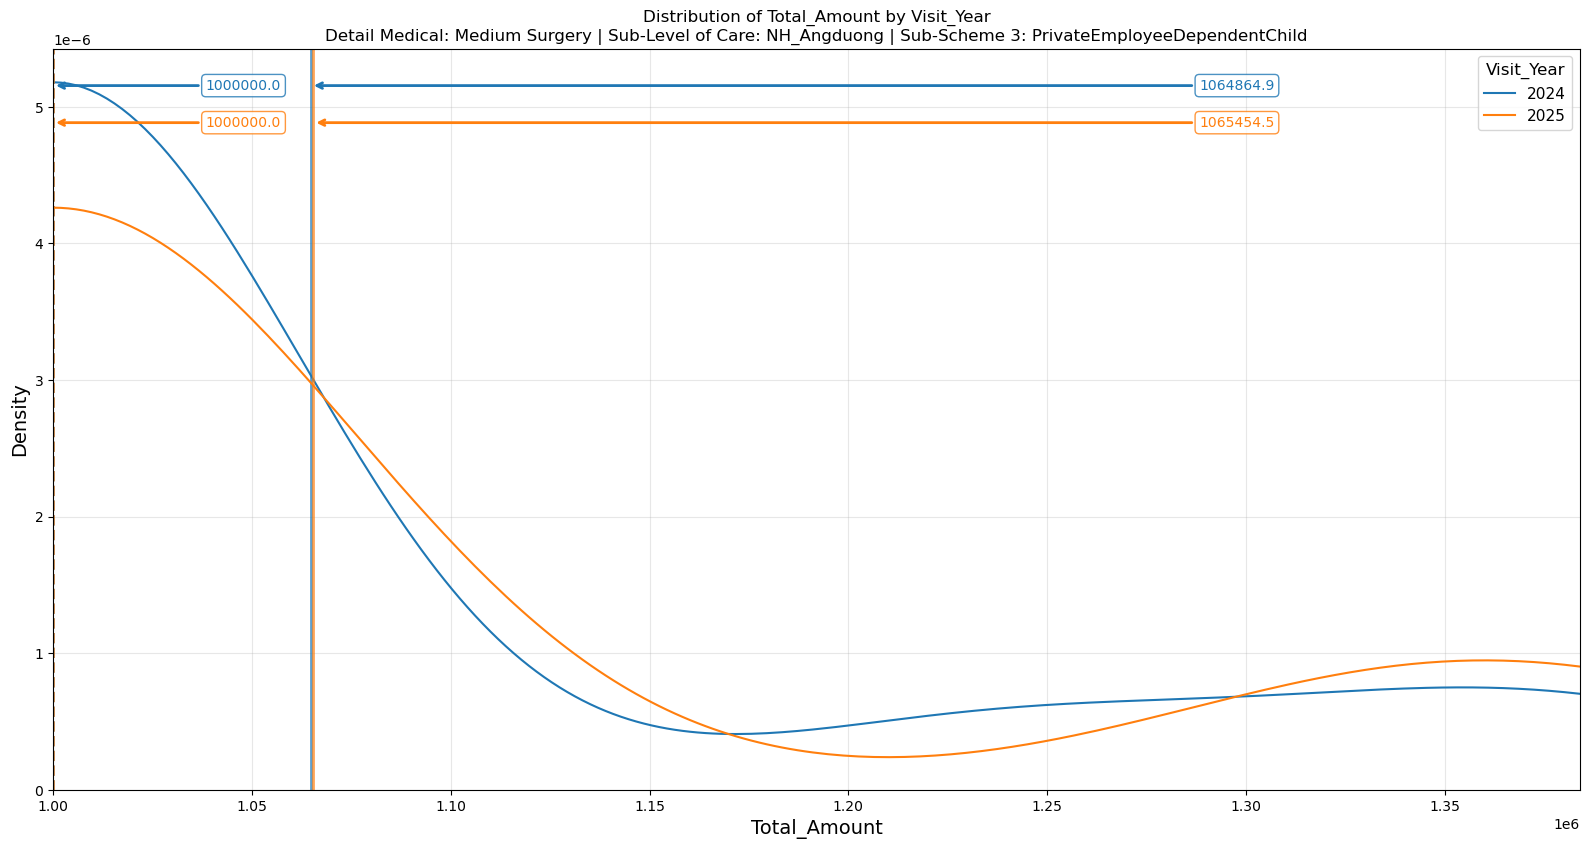 Distribution of Total_Amount by Visit_Year
Detail Medical: Medium Surgery | Sub-Level of Care: NH_Angduong | Sub-Scheme 3: PrivateEmployeeDependentChild
1e−6
Visit_Year
2024
2025
1000000.0
1064864.9
1000000.0
1065454.5
5
4
3
2
1
0
Density
1.00
1.05
1.10
1.15
1.20
1.25
1.30
1.35
1e6
Total_Amount